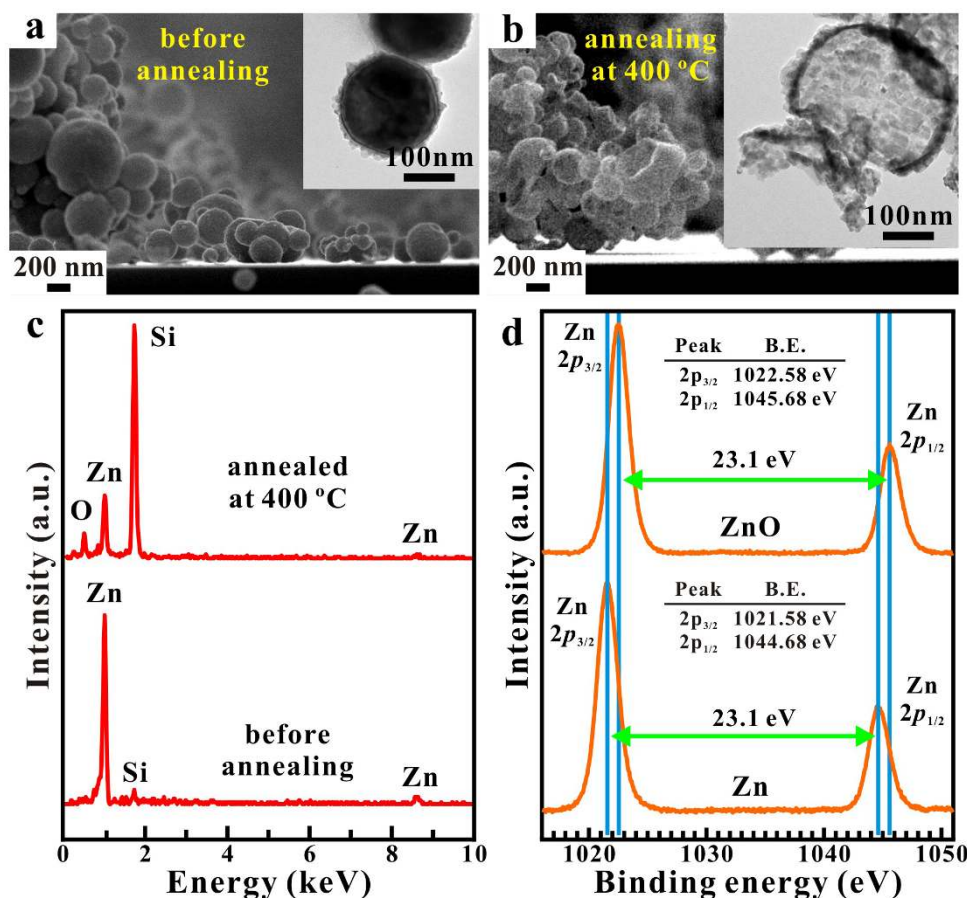 a
before
annealing
100nm
200 nm
b
annealing
at 400 ºC
100nm
200 nm
c
Si
Zn
O
annealed
at 400 ºC
Zn
Zn
Si
before
annealing
Zn
Intensity (a.u.)
0 2 4 6 8 10
Energy (keV)
d
Zn
2p3/2
Peak B.E.
2p3/2 1022.58 eV
2p1/2 1045.68 eV
Zn
2p1/2
23.1 eV
ZnO
Zn
2p3/2
Peak B.E.
2p3/2 1021.58 eV
2p1/2 1044.68 eV
Zn
2p1/2
23.1 eV
Zn
Intensity (a.u.)
1020 1030 1040 1050
Binding energy (eV)